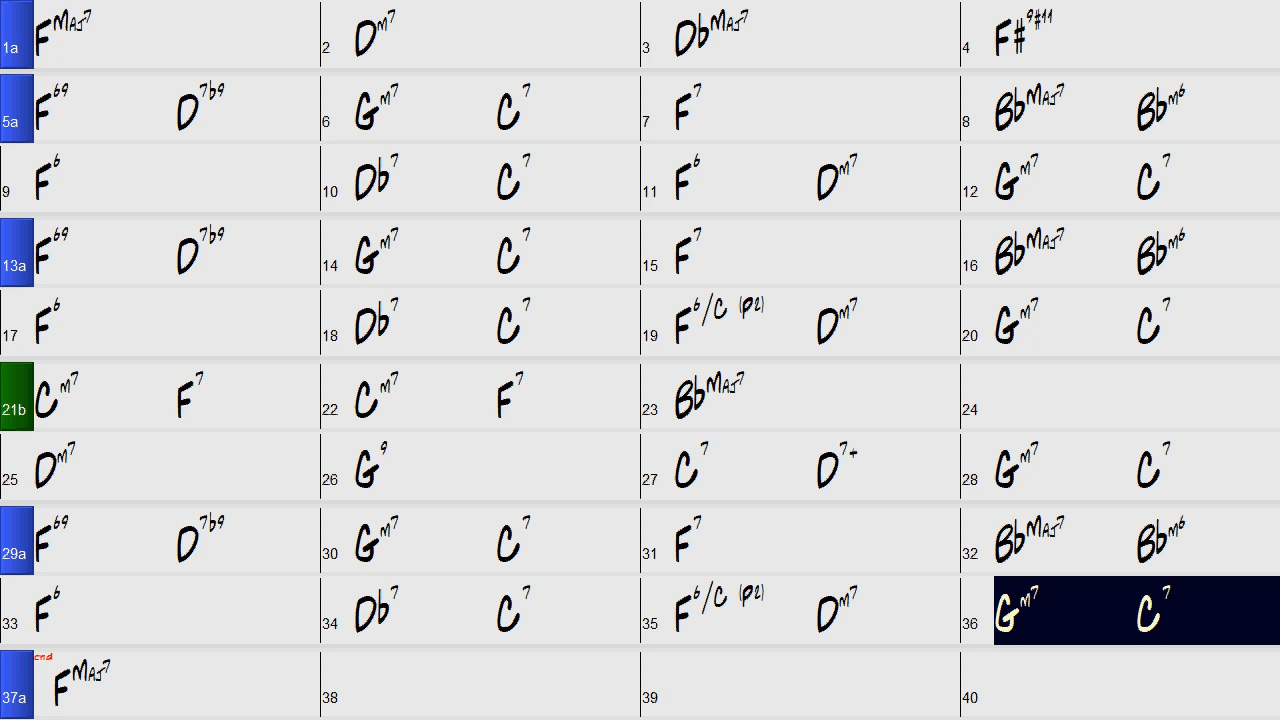 1a FMaj7 2 Dm7 3 DbMaj7 4 F#9#11
5a F69 D7b9 6 Gm7 C7 7 F7 8 BbMaj7 Bbm6
9 F6 10 Db7 C7 11 F6 Dm7 12 Gm7 C7
13a F69 D7b9 14 Gm7 C7 15 F7 16 BbMaj7 Bbm6
17 F6 18 Db7 C7 19 F6/C (P2) Dm7 20 Gm7 C7
21b Cm7 F7 22 Cm7 F7 23 BbMaj7 24
25 Dm7 26 G9 27 C7 D7+ 28 Gm7 C7
29a F69 D7b9 30 Gm7 C7 31 F7 32 BbMaj7 Bbm6
33 F6 34 Db7 C7 35 F6/C (P2) Dm7 36 Gm7 C7
37a end FMaj7 38 39 40